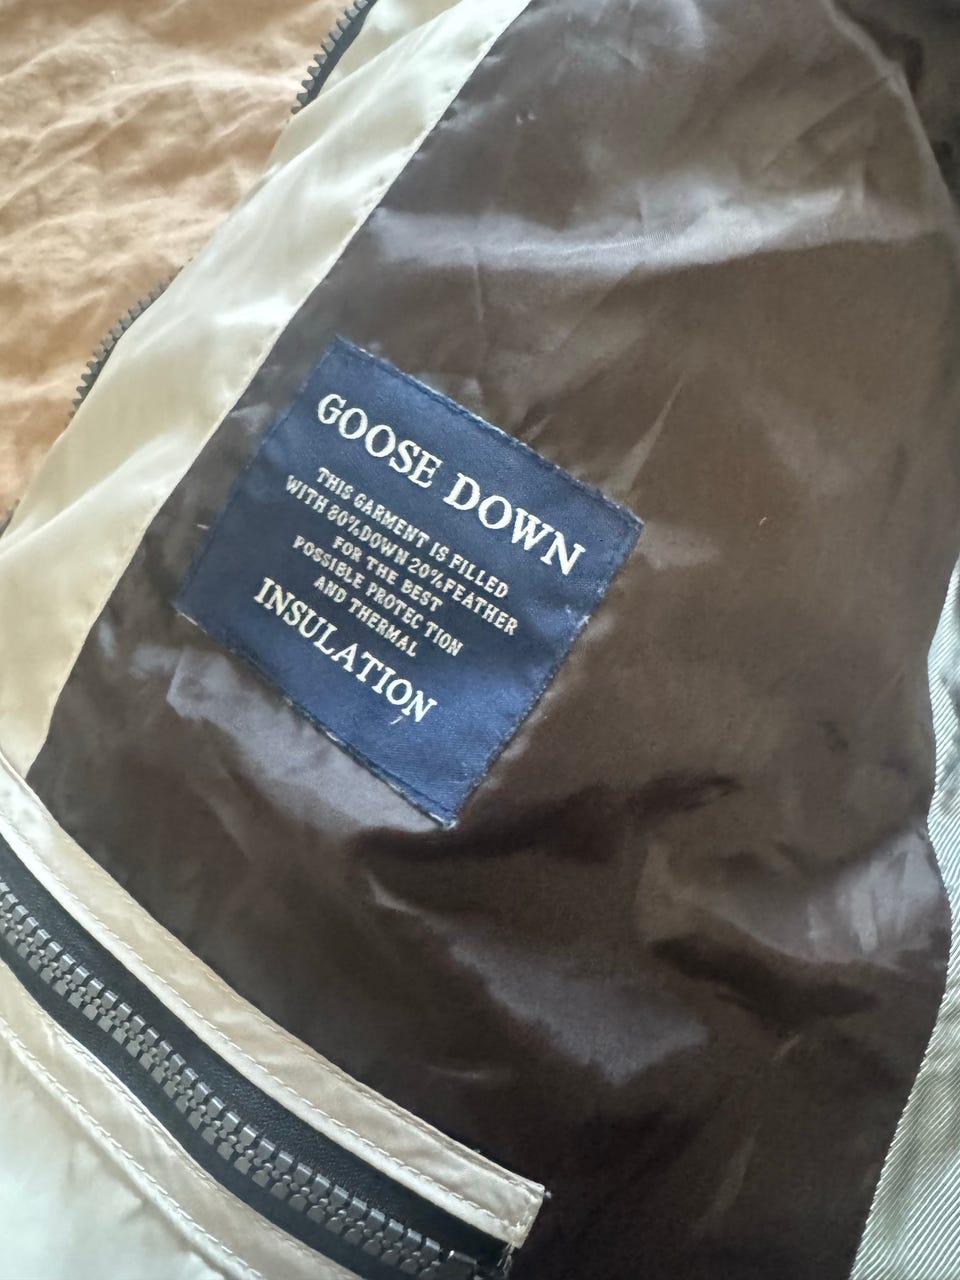 GOOSE DOWN
THIS GARMENT IS FILLED
WITH 80%DOWN 20%FEATHER
FOR THE BEST
POSSIBLE PROTEC TION
AND THERMAL
INSULATION